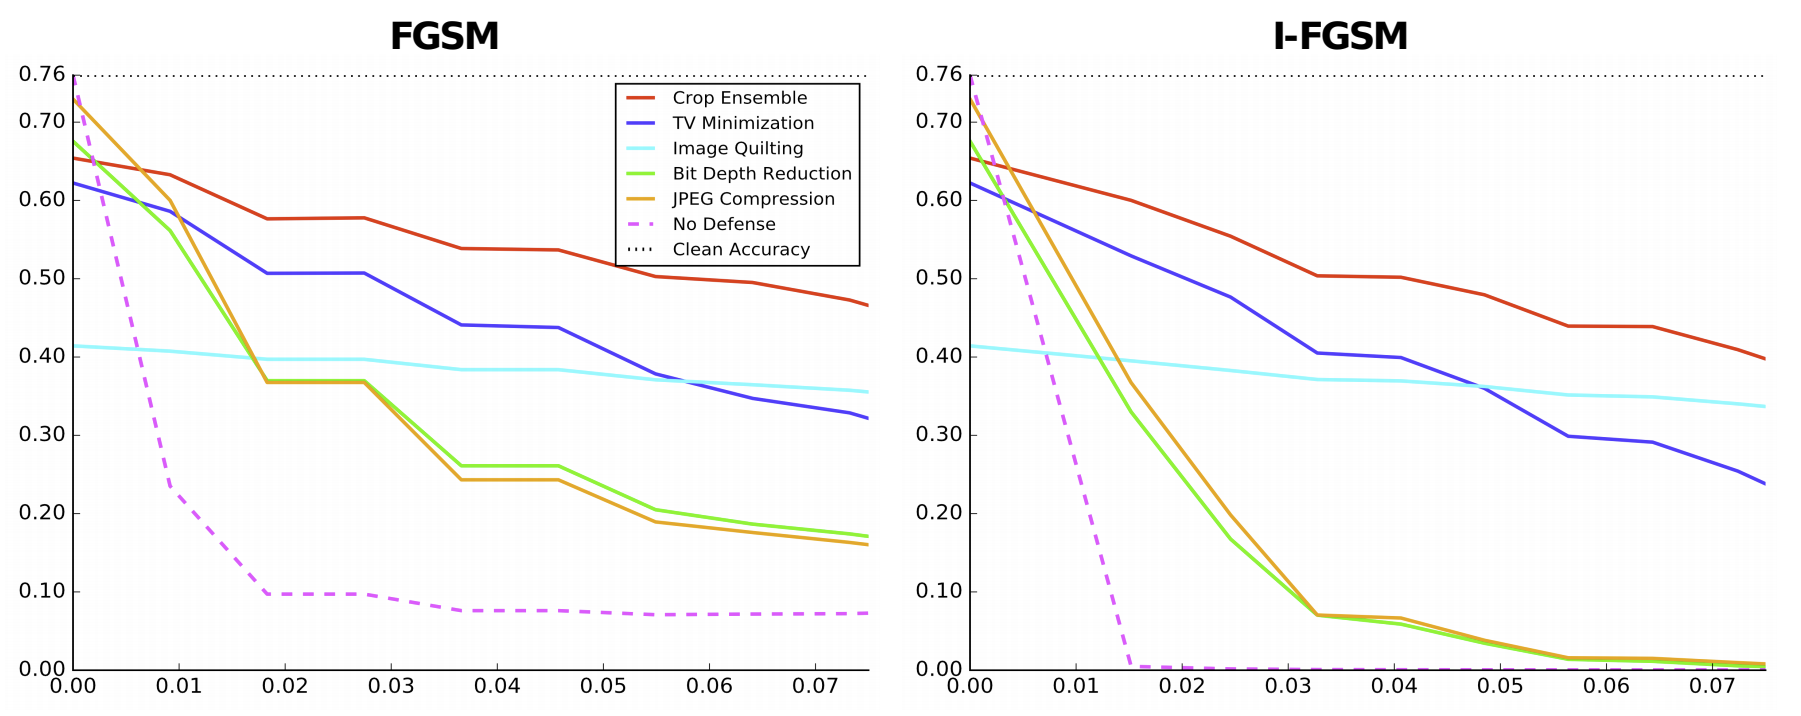 FGSM
0.76
0.70
0.60
0.50
0.40
0.30
0.20
0.10
0.00
0.00 0.01 0.02 0.03 0.04 0.05 0.06 0.07
Crop Ensemble
TV Minimization
Image Quilting
Bit Depth Reduction
JPEG Compression
No Defense
Clean Accuracy
I-FGSM
0.76
0.70
0.60
0.50
0.40
0.30
0.20
0.10
0.00
0.00 0.01 0.02 0.03 0.04 0.05 0.06 0.07